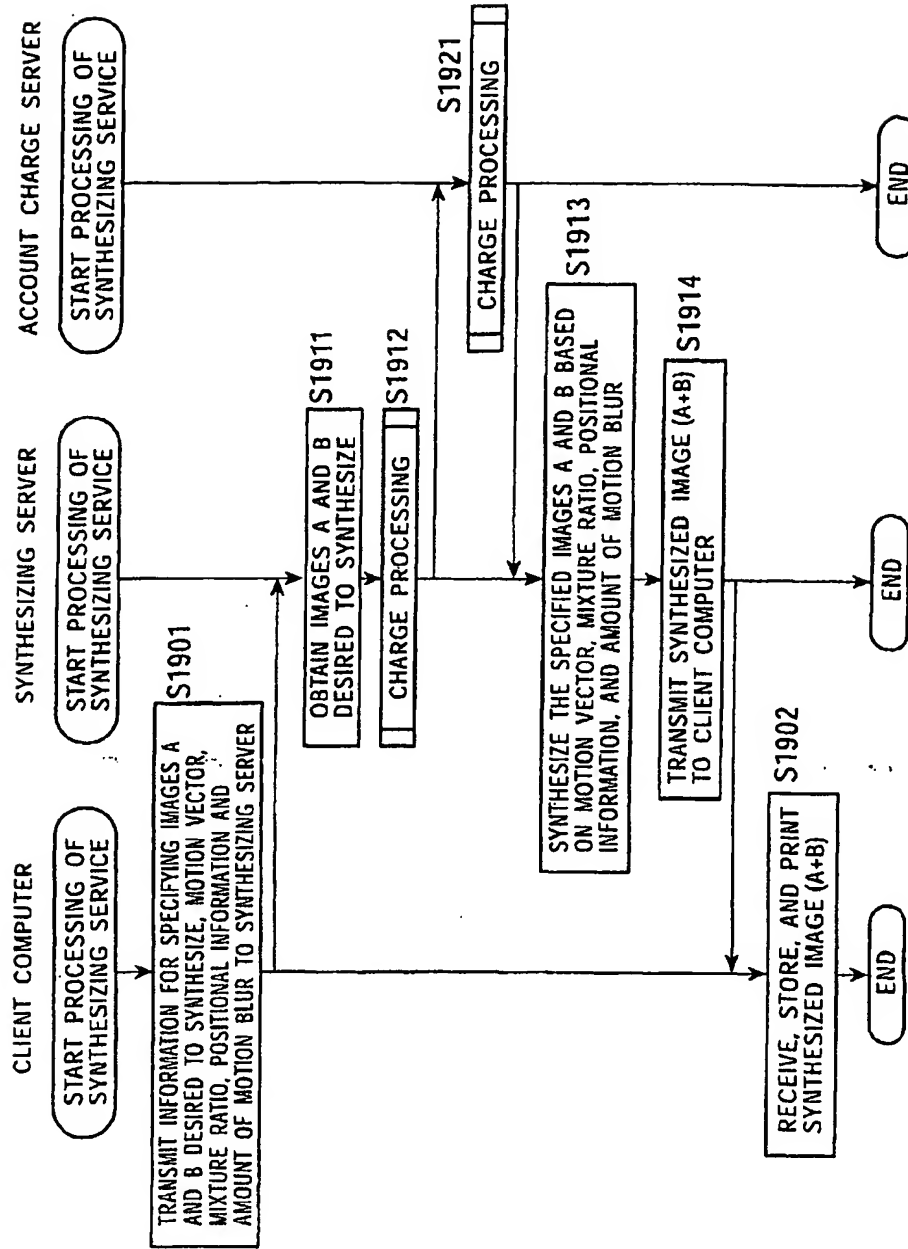 CLIENT COMPUTER
START PROCESSING OF
SYNTHESIZING SERVICE
S1901
TRANSMIT INFORMATION FOR SPECIFYING IMAGES A
AND B DESIRED TO SYNTHESIZE, MOTION VECTOR,
MIXTURE RATIO, POSITIONAL INFORMATION AND
AMOUNT OF MOTION BLUR TO SYNTHESIZING SERVER
S1902
RECEIVE, STORE, AND PRINT
SYNTHESIZED IMAGE (A+B)
END
SYNTHESIZING SERVER
START PROCESSING OF
SYNTHESIZING SERVICE
S1911
OBTAIN IMAGES A AND B
DESIRED TO SYNTHESIZE
S1912
CHARGE PROCESSING
S1913
SYNTHESIZE THE SPECIFIED IMAGES A AND B BASED
ON MOTION VECTOR, MIXTURE RATIO, POSITIONAL
INFORMATION, AND AMOUNT OF MOTION BLUR
S1914
TRANSMIT SYNTHESIZED IMAGE (A+B)
TO CLIENT COMPUTER
END
ACCOUNT CHARGE SERVER
START PROCESSING OF
SYNTHESIZING SERVICE
S1921
CHARGE PROCESSING
END